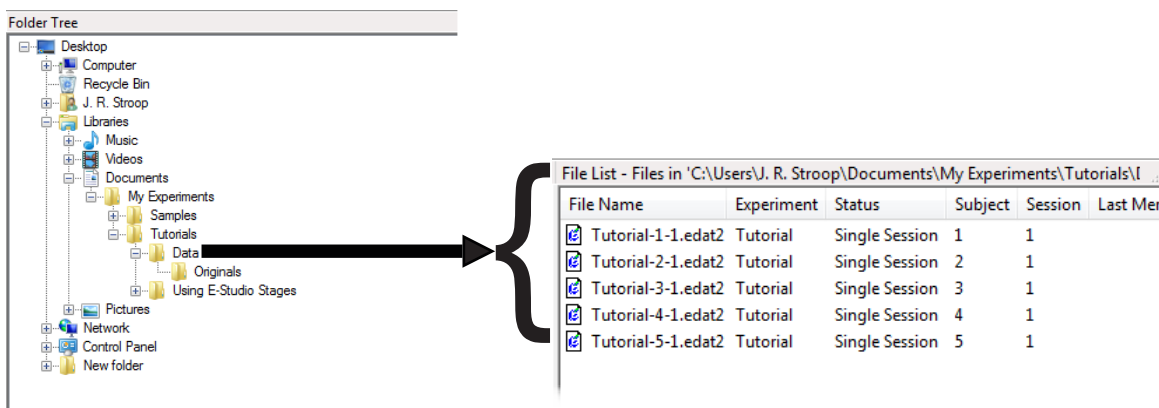 Folder Tree
Desktop
Computer
Recycle Bin
J. R. Stroop
Libraries
Music
Videos
Documents
My Experiments
Samples
Tutorials
Data
Originals
Using E-Studio Stages
Pictures
Network
Control Panel
New folder
File List - Files in 'C:\Users\J. R. Stroop\Documents\My Experiments\Tutorials\
File Name Experiment Status Subject Session Last Mer
Tutorial-1-1.edat2 Tutorial Single Session 1 1
Tutorial-2-1.edat2 Tutorial Single Session 2 1
Tutorial-3-1.edat2 Tutorial Single Session 3 1
Tutorial-4-1.edat2 Tutorial Single Session 4 1
Tutorial-5-1.edat2 Tutorial Single Session 5 1